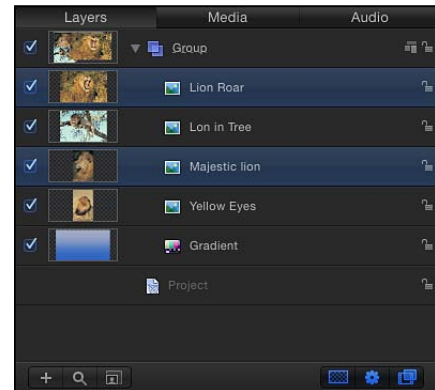 Layers Media Audio
Group
Lion Roar
Lon in Tree
Majestic lion
Yellow Eyes
Gradient
Project